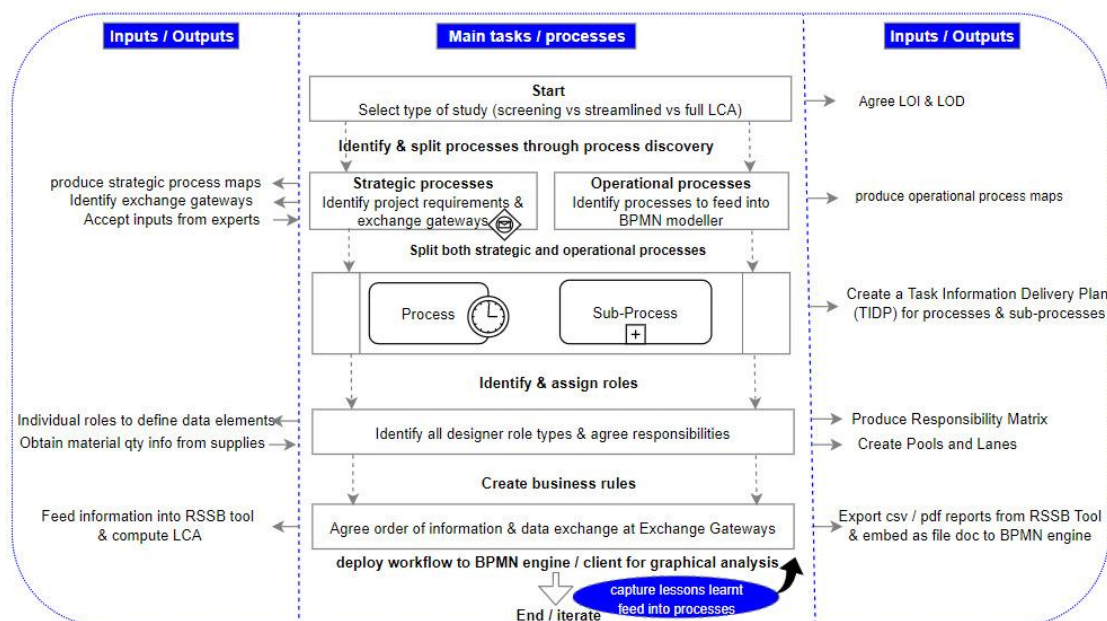 Inputs / Outputs
Main tasks / processes
Inputs / Outputs
Start
Select type of study (screening vs streamlined vs full LCA)
Agree LOI & LOD
Identify & split processes through process discovery
produce strategic process maps
Identify exchange gateways
Accept inputs from experts
Strategic processes
Identify project requirements &
exchange gateways
Operational processes
Identify processes to feed into
BPMN modeller
produce operational process maps
Split both strategic and operational processes
Process
Sub-Process
Create a Task Information Delivery Plan
(TIDP) for processes & sub-processes
Identify & assign roles
Individual roles to define data elements
Obtain material qty info from supplies
Identify all designer role types & agree responsibilities
Produce Responsibility Matrix
Create Pools and Lanes
Create business rules
Feed information into RSSB tool
& compute LCA
Agree order of information & data exchange at Exchange Gateways
Export csv / pdf reports from RSSB Tool
& embed as file doc to BPMN engine
deploy workflow to BPMN engine / client for graphical analysis
capture lessons learnt
feed into processes
End / iterate